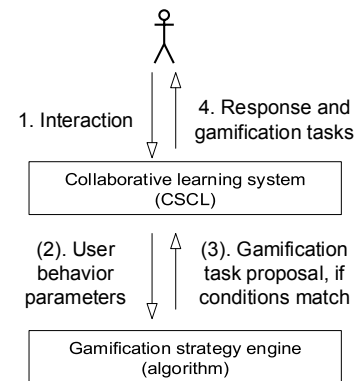 1. Interaction
4. Response and
gamification tasks
Collaborative learning system
(CSCL)
(2). User
behavior
parameters
(3). Gamification
task proposal, if
conditions match
Gamification strategy engine
(algorithm)